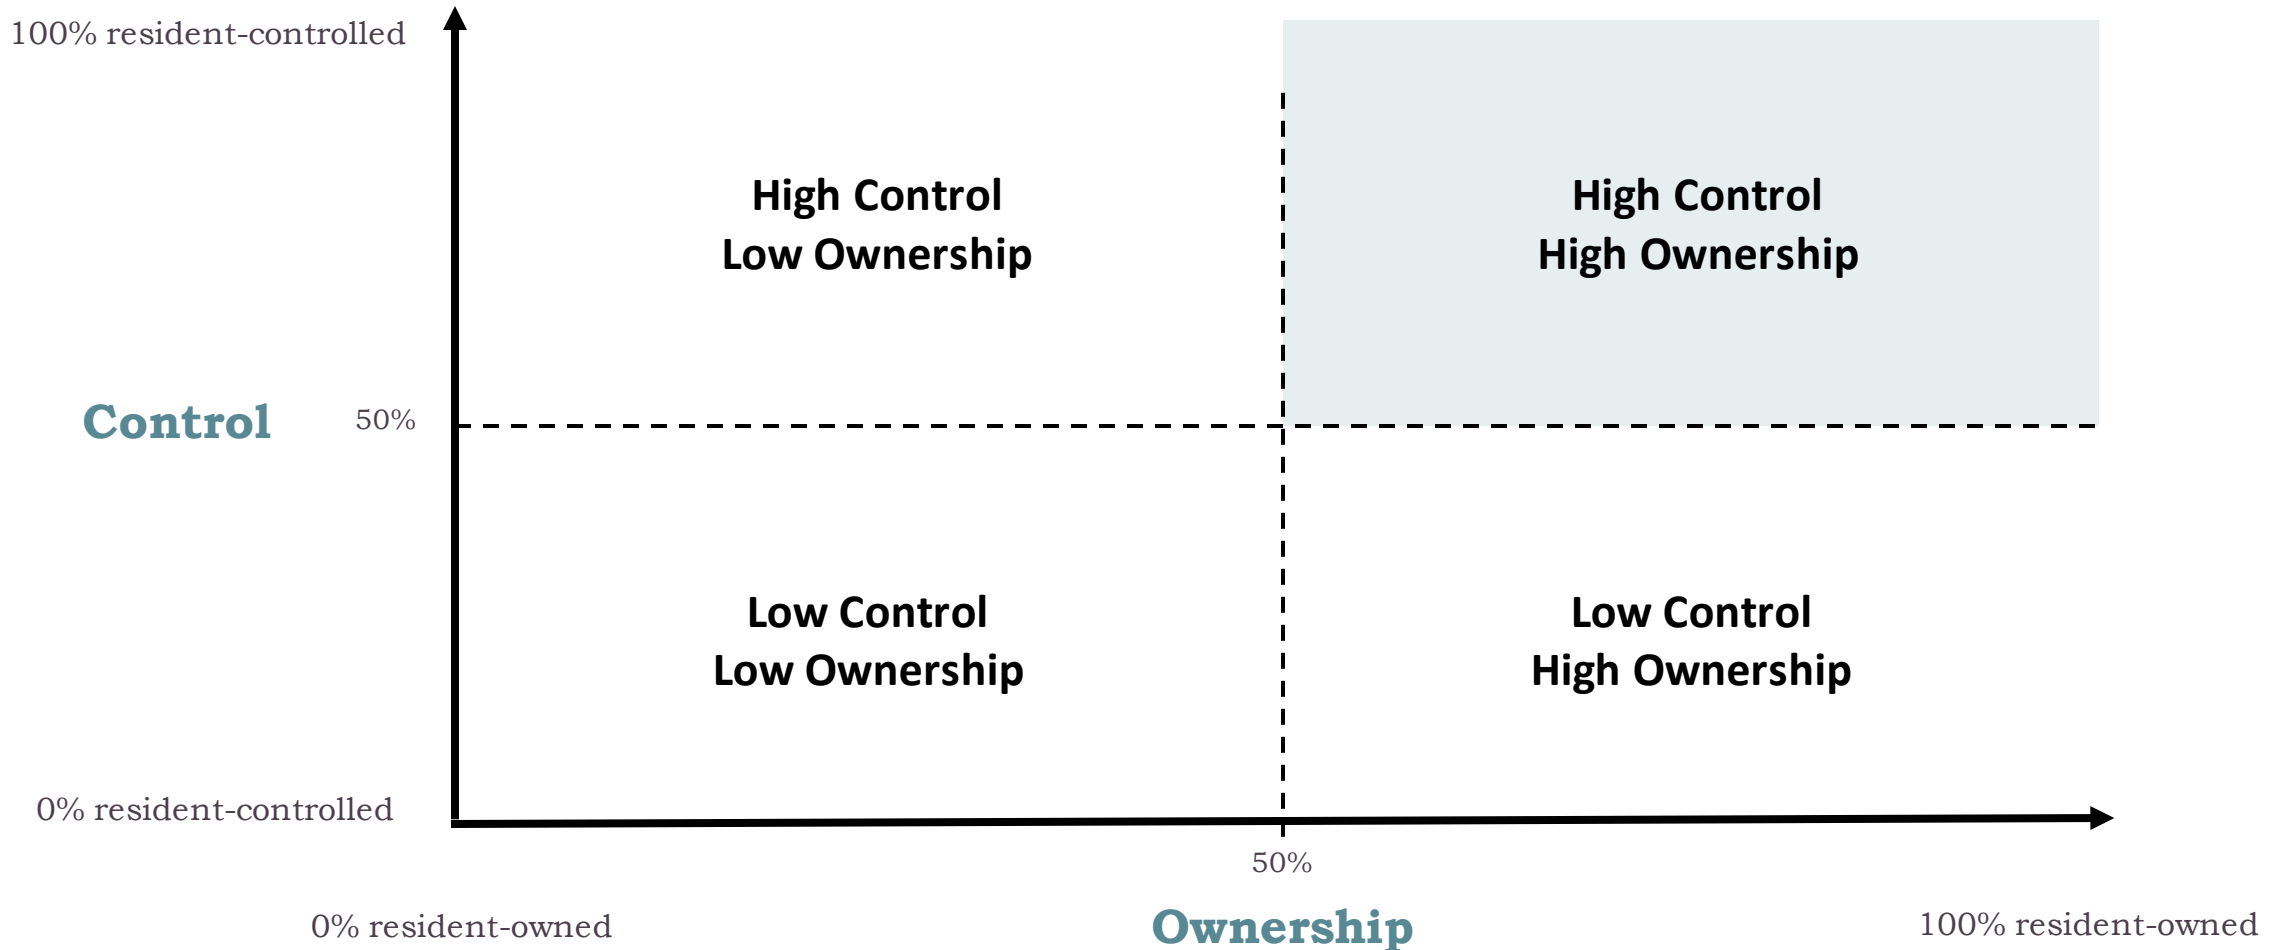 100% resident-controlled
High Control
Low Ownership
High Control
High Ownership
Control
50%
Low Control
Low Ownership
Low Control
High Ownership
0% resident-controlled
50%
0% resident-owned
Ownership
100% resident-owned